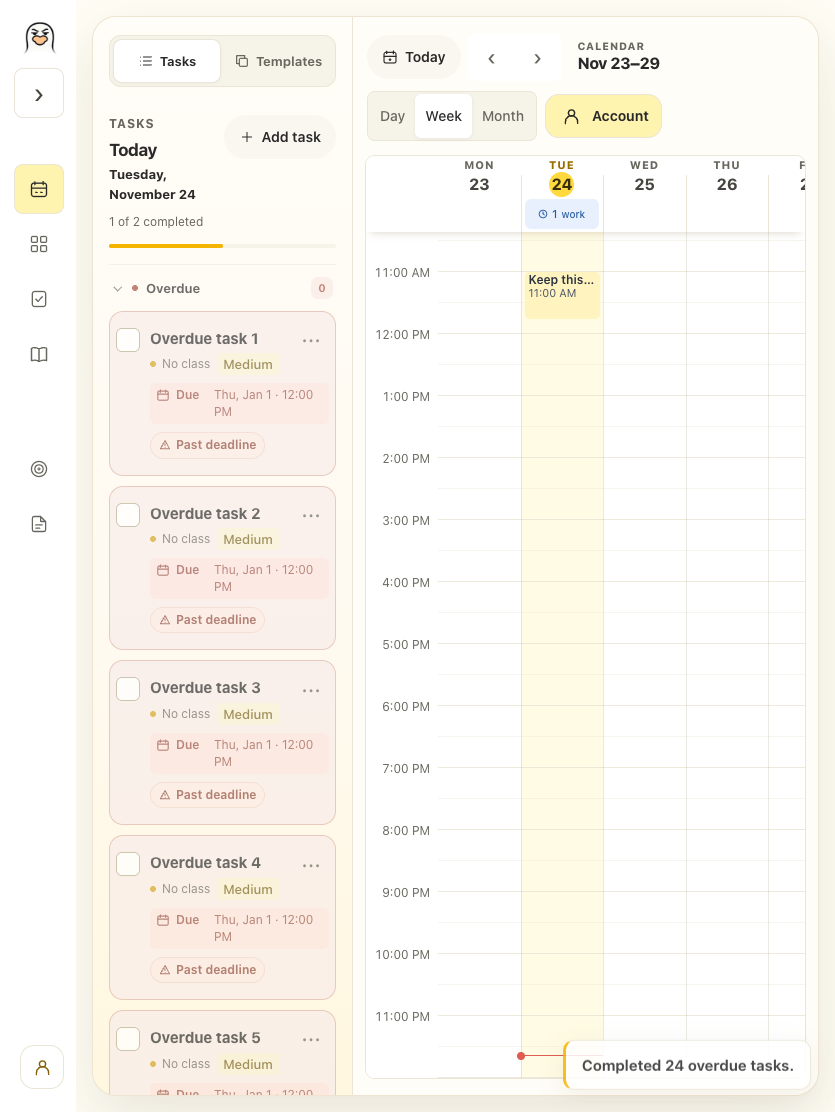 Tasks
Templates
TASKS
Today
Tuesday,
November 24
1 of 2 completed
Add task
Overdue
0
Overdue task 1
No class
Medium
Due
Thu, Jan 1 · 12:00
PM
Past deadline
Overdue task 2
No class
Medium
Due
Thu, Jan 1 · 12:00
PM
Past deadline
Overdue task 3
No class
Medium
Due
Thu, Jan 1 · 12:00
PM
Past deadline
Overdue task 4
No class
Medium
Due
Thu, Jan 1 · 12:00
PM
Past deadline
Overdue task 5
No class
Medium
Due
Thu, Jan 1 · 12:00
Today
CALENDAR
Nov 23–29
Day
Week
Month
Account
MON
23
TUE
24
WED
25
THU
26
F
2
1 work
11:00 AM
Keep this...
11:00 AM
12:00 PM
1:00 PM
2:00 PM
3:00 PM
4:00 PM
5:00 PM
6:00 PM
7:00 PM
8:00 PM
9:00 PM
10:00 PM
11:00 PM
Completed 24 overdue tasks.